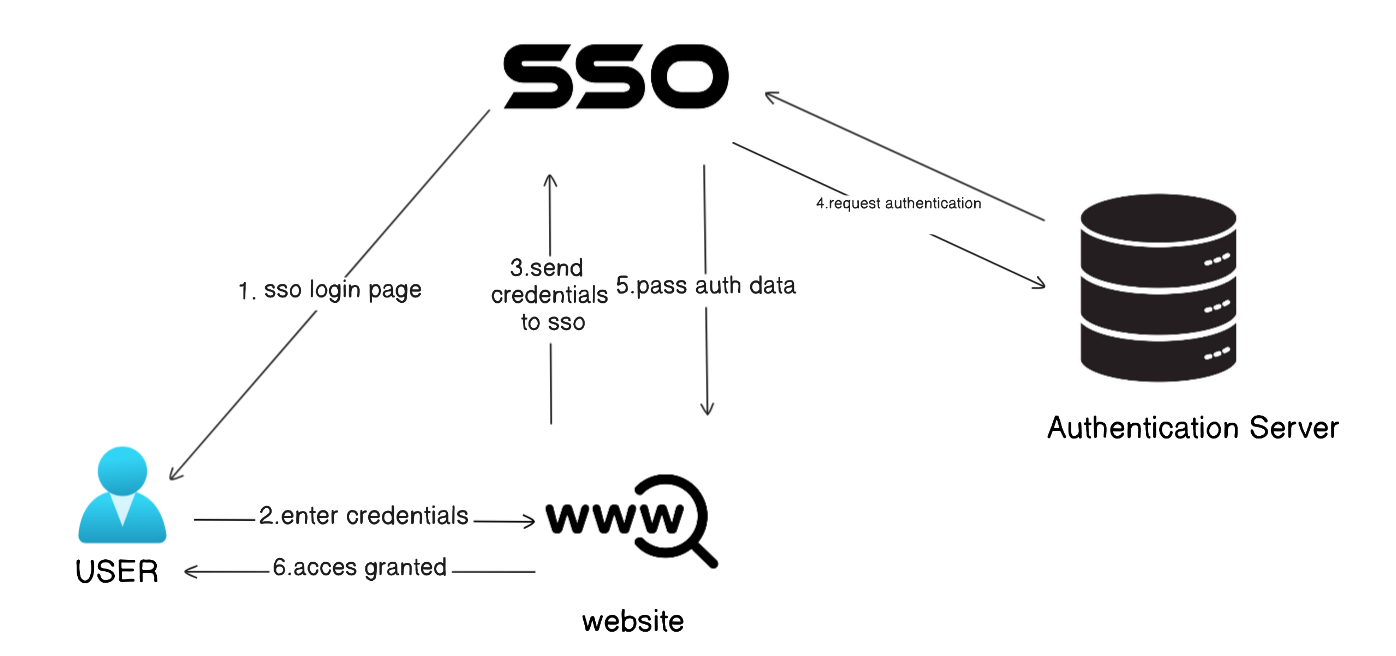 SSO
4.request authentication
3.send
credentials
to sso
5.pass auth data
1. sso login page
Authentication Server
2.enter credentials
www
6.acces granted
USER
website